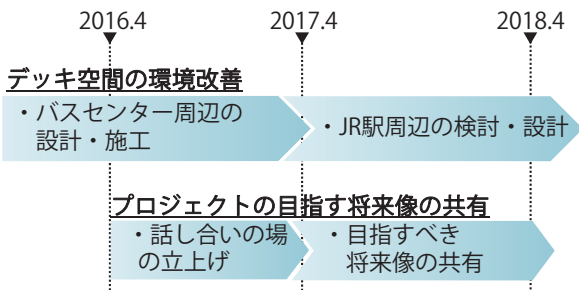 2016.4 2017.4 2018.4
デッキ空間の環境改善
・バスセンター周辺の
設計・施工
・JR駅周辺の検討・設計
プロジェクトの目指す将来像の共有
・話し合いの場
の立上げ
・目指すべき
将来像の共有